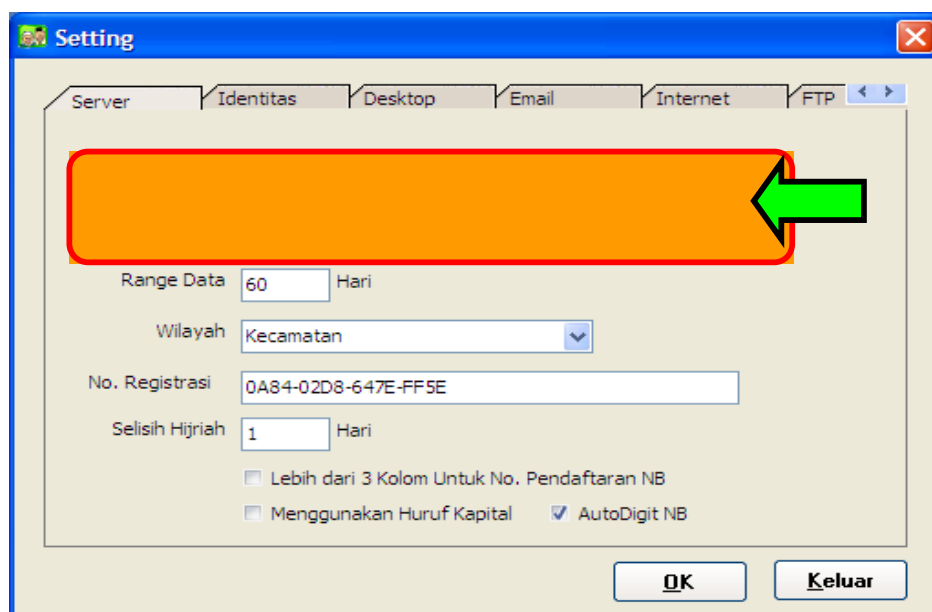 Setting
Server Identitas Desktop Email Internet FTP
Range Data 60 Hari
Wilayah Kecamatan
No. Registrasi 0A84-02D8-647E-FF5E
Selisih Hijriah 1 Hari
Lebih dari 3 Kolom Untuk No. Pendaftaran NB
Menggunakan Huruf Kapital AutoDigit NB
OK Keluar